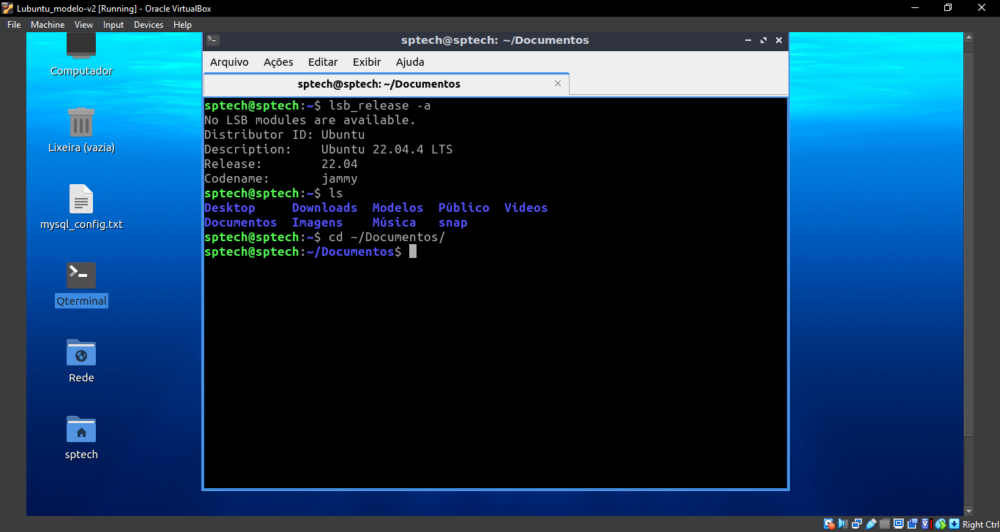 Lubuntu_modelo-v2 [Running] - Oracle VirtualBox
File Machine View Input Devices Help
Computador
Lixeira (vazia)
mysql_config.txt
Qterminal
Rede
sptech
sptech@sptech: ~/Documentos
Arquivo Ações Editar Exibir Ajuda
sptech@sptech: ~/Documentos
sptech@sptech:~$ lsb_release -a
No LSB modules are available.
Distributor ID: Ubuntu
Description:    Ubuntu 22.04.4 LTS
Release:        22.04
Codename:       jammy
sptech@sptech:~$ ls
Desktop     Downloads  Modelos  Público  Vídeos
Documentos  Imagens    Música   snap
sptech@sptech:~$ cd ~/Documentos/
sptech@sptech:~/Documentos$
Right Ctrl